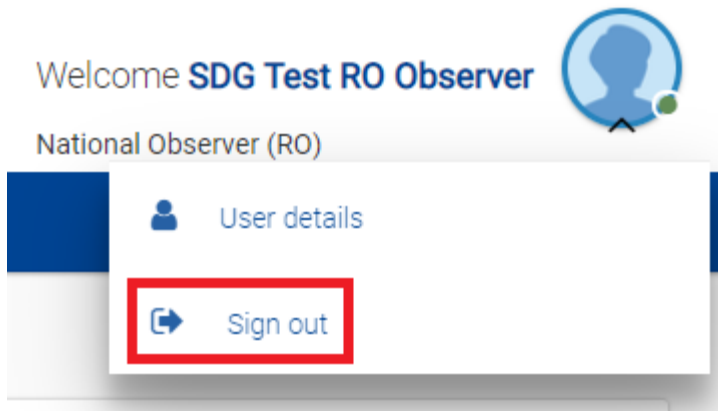 Welcome SDG Test RO Observer
National Observer (RO)
User details
Sign out